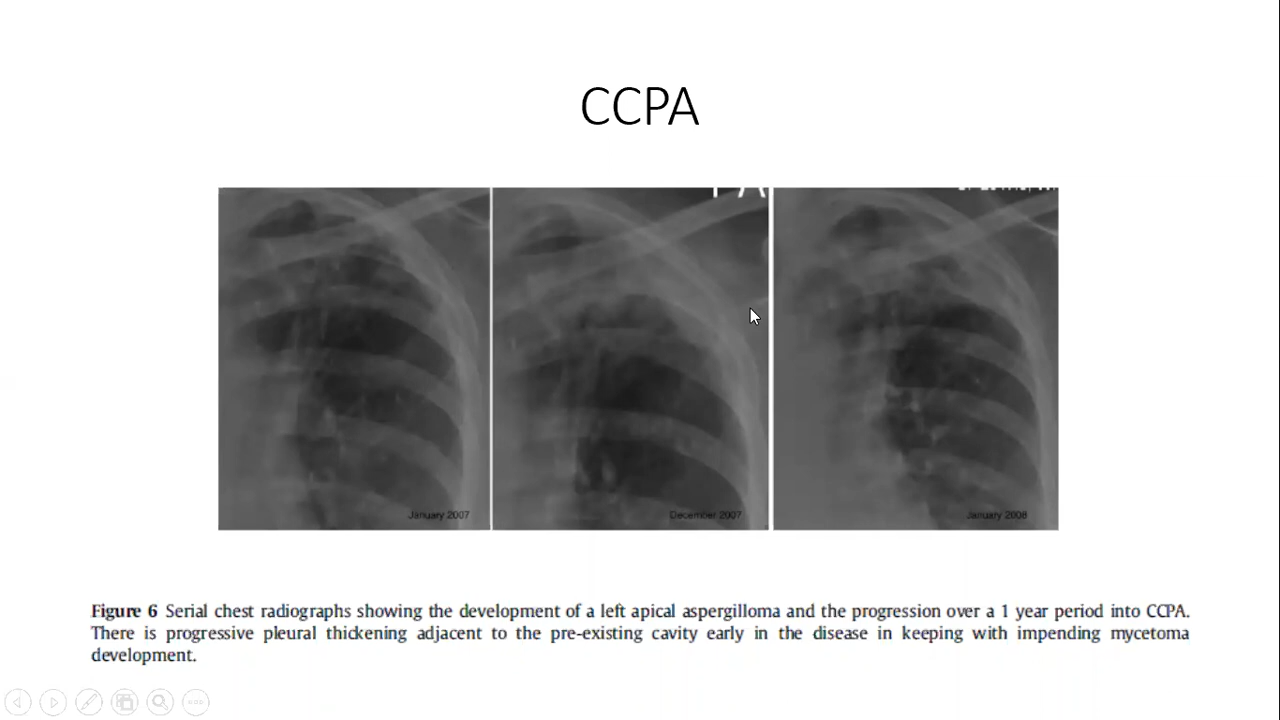 CCPA
January 2007
December 2007
January 2008
Figure 6 Serial chest radiographs showing the development of a left apical aspergilloma and the progression over a 1 year period into CCPA.
There is progressive pleural thickening adjacent to the pre-existing cavity early in the disease in keeping with impending mycetoma
development.